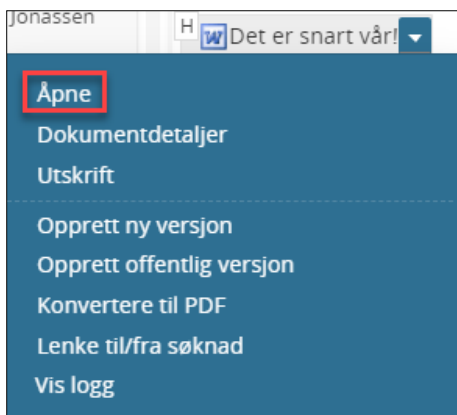 Jonassen
H
Det er snart vår!
Åpne
Dokumentdetaljer
Utskrift
Opprett ny versjon
Opprett offentlig versjon
Konvertere til PDF
Lenke til/fra søknad
Vis logg